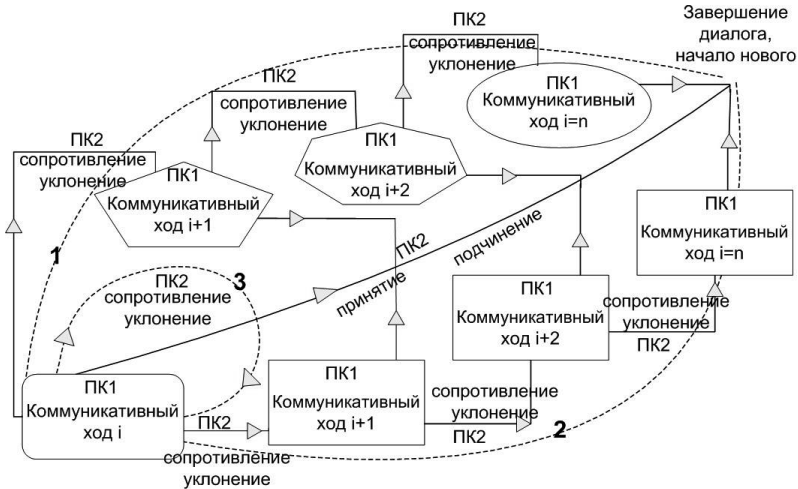 Завершение
диалога,
начало нового
ПК2
сопротивление
уклонение
ПК1
Коммуникативный
ход i=n
ПК2
сопротивление
уклонение
ПК1
Коммуникативный
ход i+2
ПК2
сопротивление
уклонение
ПК1
Коммуникативный
ход i+1
ПК1
Коммуникативный
ход i=n
1
ПК2
принятие
подчинение
ПК2
сопротивление
уклонение
3
ПК1
Коммуникативный
ход i+2
сопротивление
уклонение
ПК2
ПК1
Коммуникативный
ход i
ПК2
сопротивление
уклонение
ПК1
Коммуникативный
ход i+1
сопротивление
уклонение
ПК2
2